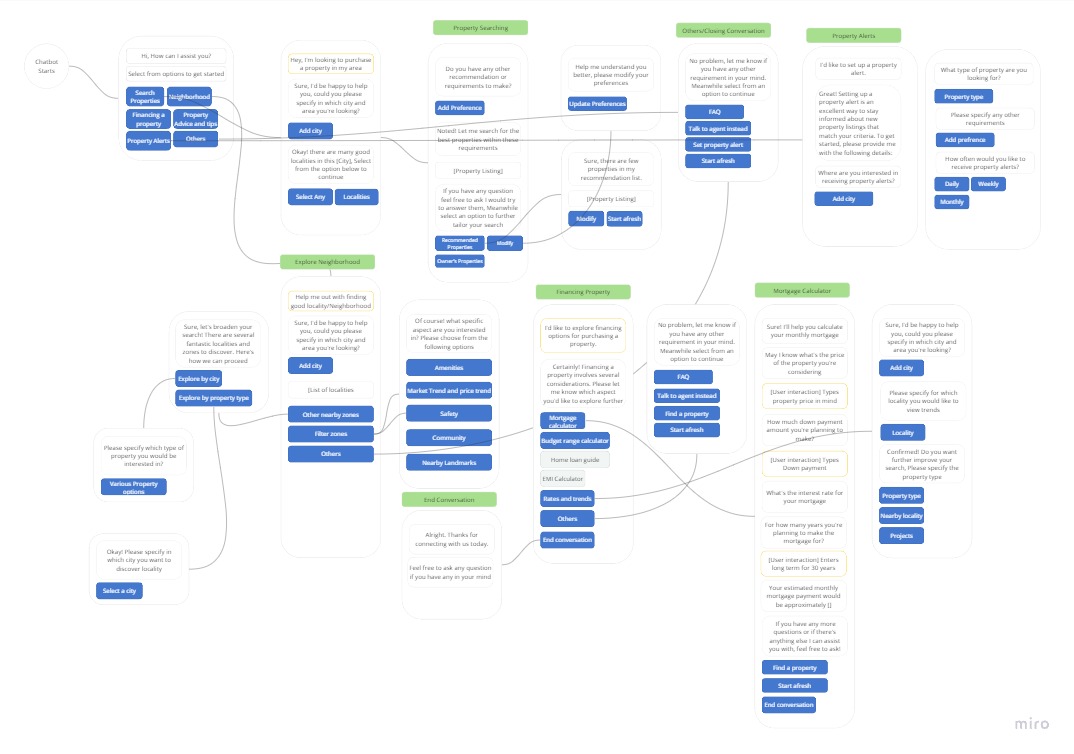 Chatbot
Starts
Hi, How can I assist you?
Select from options to get started
Search
Properties
Neighborhood
Financing a
property
Property
Advice and tips
Property Alerts
Others
Hey, I'm looking to purchase
a property in my area
Sure, I'd be happy to help
you, could you please
specify in which city and
area you're looking?
Add city
Okay! there are many good
localities in this [City], Select
from the option below to
continue
Select Any
Localities
Property Searching
Do you have any other
recommendation or
requirements to make?
Add Preference
Noted! Let me search for the
best properties within these
requirements
[Property Listing]
If you have any question
feel free to ask I would try
to answer them, Meanwhile
select an option to further
tailor your search
Recommended
Properties
Modify
Owner's Properties
Help me understand you
better, please modify your
preferences
Update Preferences
Sure, there are few
properties in my
recommendation list.
[Property Listing]
Modify
Start afresh
Others/Closing Conversation
No problem, let me know if
you have any other
requirement in your mind.
Meanwhile select from an
option to continue
FAQ
Talk to agent instead
Set property alert
Start afresh
Property Alerts
I'd like to set up a property
alert.
Great! Setting up a
property alert is an
excellent way to stay
informed about new
property listings that
match your criteria. To get
started, please provide me
with the following details:
Where are you interested in
receiving property alerts?
Add city
What type of property are you
looking for?
Property type
Please specify any other
requirements
Add prefrence
How often would you like to
receive property alerts?
Daily
Weekly
Monthly
Explore Neighborhood
Help me out with finding
good locality/Neighborhood
Sure, I'd be happy to help
you, could you please
specify in which city and
area you're looking?
Add city
[List of localities
Other nearby zones
Filter zones
Others
Sure, let's broaden your
search! There are several
fantastic localities and
zones to discover. Here's
how we can proceed
Explore by city
Explore by property type
Please specify which type of
property you would be
interested in?
Various Property
options
Okay! Please specify in
which city you want to
discover locality
Select a city
Of course! what specific
aspect are you interested
in? Please choose from the
following options
Amenities
Market Trend and price trend
Safety
Community
Nearby Landmarks
End Conversation
Alright, Thanks for
connecting with us today.
Feel free to ask any question
if you have any in your mind
Financing Property
I'd like to explore financing
options for purchasing a
property.
Certainly! Financing a
property involves several
considerations. Please let
me know which aspect
you'd like to explore further
Mortgage
calculator
Budget range calculator
Home loan guide
EMI Calculator
Rates and trends
Others
End conversation
No problem, let me know if
you have any other
requirement in your mind.
Meanwhile select from an
option to continue
FAQ
Talk to agent instead
Find a property
Start afresh
Mortgage Calculator
Sure! I'll help you calculate
your monthly mortgage
May I know what's the price
of the property you're
considering
[User interaction] Types
property price in mind
How much down payment
amount you're planning to
make?
[User interaction] Types
Down payment
What's the interest rate for
your mortgage
For how many years you're
planning to make the
mortgage for?
[User interaction] Enters
long term for 30 years
Your estimated monthly
mortgage payment would
be approximately []
If you have any more
questions or if there's
anything else I can assist
you with, feel free to ask!
Find a property
Start afresh
End conversation
Sure, I'd be happy to help
you, could you please
specify in which city and
area you're looking?
Add city
Please specify for which
locality you would like to
view trends
Locality
Confirmed! Do you want
further improve your
search, Please specify the
property type
Property type
Nearby locality
Projects
miro